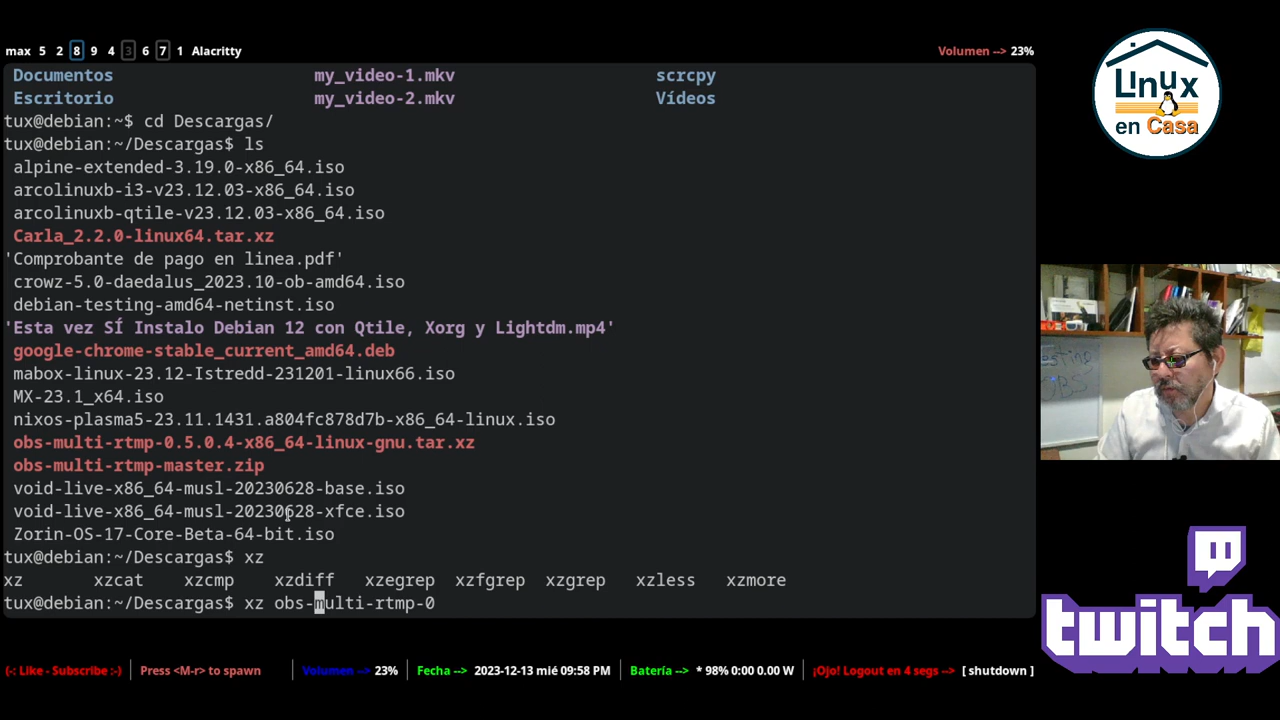 max 5 2 8 9 4 3 6 7 1 Alacritty
Volumen --> 23%
Documentos my_video-1.mkv scrcpy
Escritorio my_video-2.mkv Vídeos
tux@debian:~$ cd Descargas/
tux@debian:~/Descargas$ ls
alpine-extended-3.19.0-x86_64.iso
arcolinuxb-i3-v23.12.03-x86_64.iso
arcolinuxb-qtile-v23.12.03-x86_64.iso
Carla_2.2.0-linux64.tar.xz
'Comprobante de pago en linea.pdf'
crowz-5.0-daedalus_2023.10-ob-amd64.iso
debian-testing-amd64-netinst.iso
'Esta vez SÍ Instalo Debian 12 con Qtile, Xorg y Lightdm.mp4'
google-chrome-stable_current_amd64.deb
mabox-linux-23.12-Istredd-231201-linux66.iso
MX-23.1_x64.iso
nixos-plasma5-23.11.1431.a804fc878d7b-x86_64-linux.iso
obs-multi-rtmp-0.5.0.4-x86_64-linux-gnu.tar.xz
obs-multi-rtmp-master.zip
void-live-x86_64-musl-20230628-base.iso
void-live-x86_64-musl-20230628-xfce.iso
Zorin-OS-17-Core-Beta-64-bit.iso
tux@debian:~/Descargas$ xz
xz xzcat xzcmp xzdiff xzegrep xzfgrep xzgrep xzless xzmore
tux@debian:~/Descargas$ xz obs-multi-rtmp-0
(-: Like - Subscribe :-) Press <M-r> to spawn Volumen --> 23% Fecha --> 2023-12-13 mié 09:58 PM Batería --> * 98% 0:00 0.00 W ¡Ojo! Logout en 4 segs --> [ shutdown ]
Linux
en Casa
esting
OBS
twitch